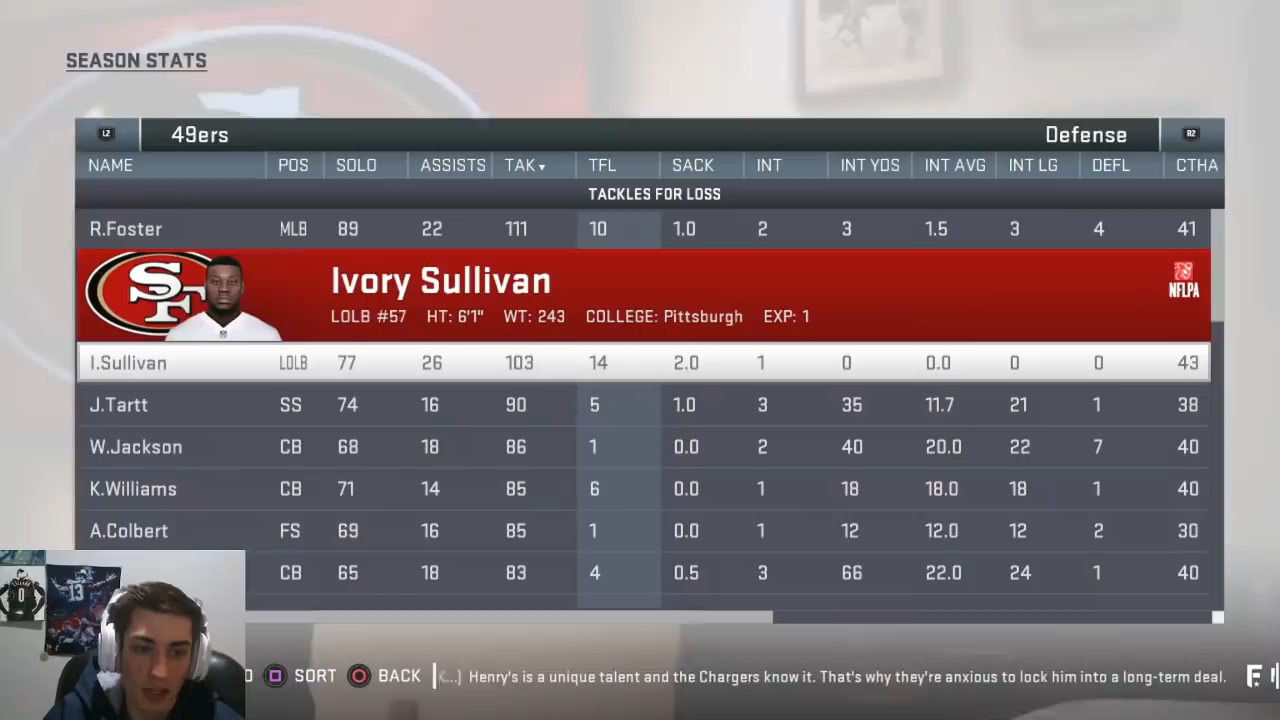 SEASON STATS
L2 49ers Defense R2
NAME POS SOLO ASSISTS TAK TFL SACK INT INT YDS INT AVG INT LG DEFL CTHA
TACKLES FOR LOSS
R.Foster MLB 89 22 111 10 1.0 2 3 1.5 3 4 41
SF
Ivory Sullivan
NFLPA
LOLB #57 HT: 6'1" WT: 243 COLLEGE: Pittsburgh EXP: 1
I.Sullivan LOLB 77 26 103 14 2.0 1 0 0.0 0 0 43
J.Tartt SS 74 16 90 5 1.0 3 35 11.7 21 1 38
W.Jackson CB 68 18 86 1 0.0 2 40 20.0 22 7 40
K.Williams CB 71 14 85 6 0.0 1 18 18.0 18 1 40
A.Colbert FS 69 16 85 1 0.0 1 12 12.0 12 2 30
CB 65 18 83 4 0.5 3 66 22.0 24 1 40
0
13
SORT BACK ...] Henry's is a unique talent and the Chargers know it. That's why they're anxious to lock him into a long-term deal.